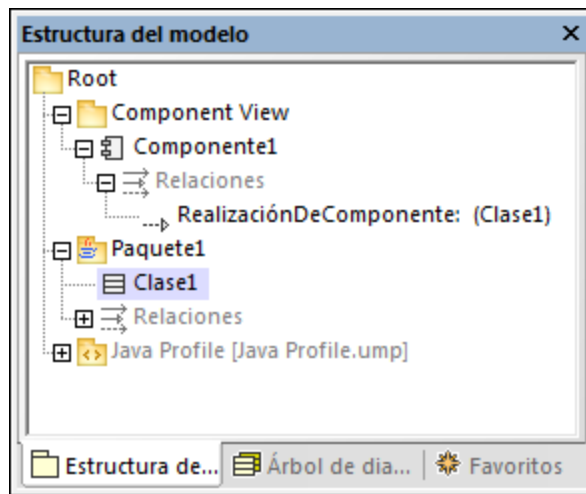 Estructura del modelo
Root
Component View
Componente1
Relaciones
RealizaciónDeComponente: (Clase1)
Paquete1
Clase1
Relaciones
Java Profile [Java Profile.ump]
Estructura de... Árbol de dia... Favoritos